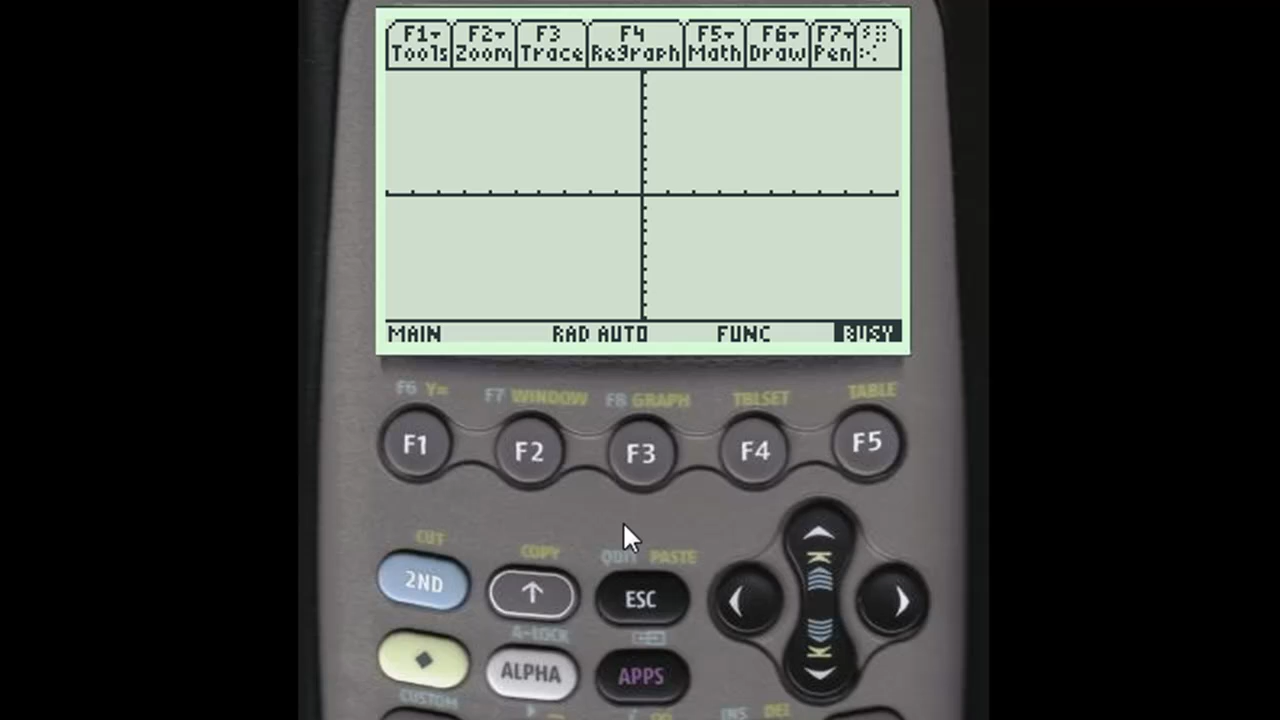 F1 F2 F3 F4 F5 F6 F7
Tools Zoom Trace Regraph Math Draw Pen
MAIN RAD AUTO FUNC BUSY
F6 Y= F7 WINDOW F8 GRAPH TBLSET TABLE
F1 F2 F3 F4 F5
CUT COPY QUIT PASTE
2ND ESC
A-LOCK
ALPHA APPS
CUSTOM INS DEL